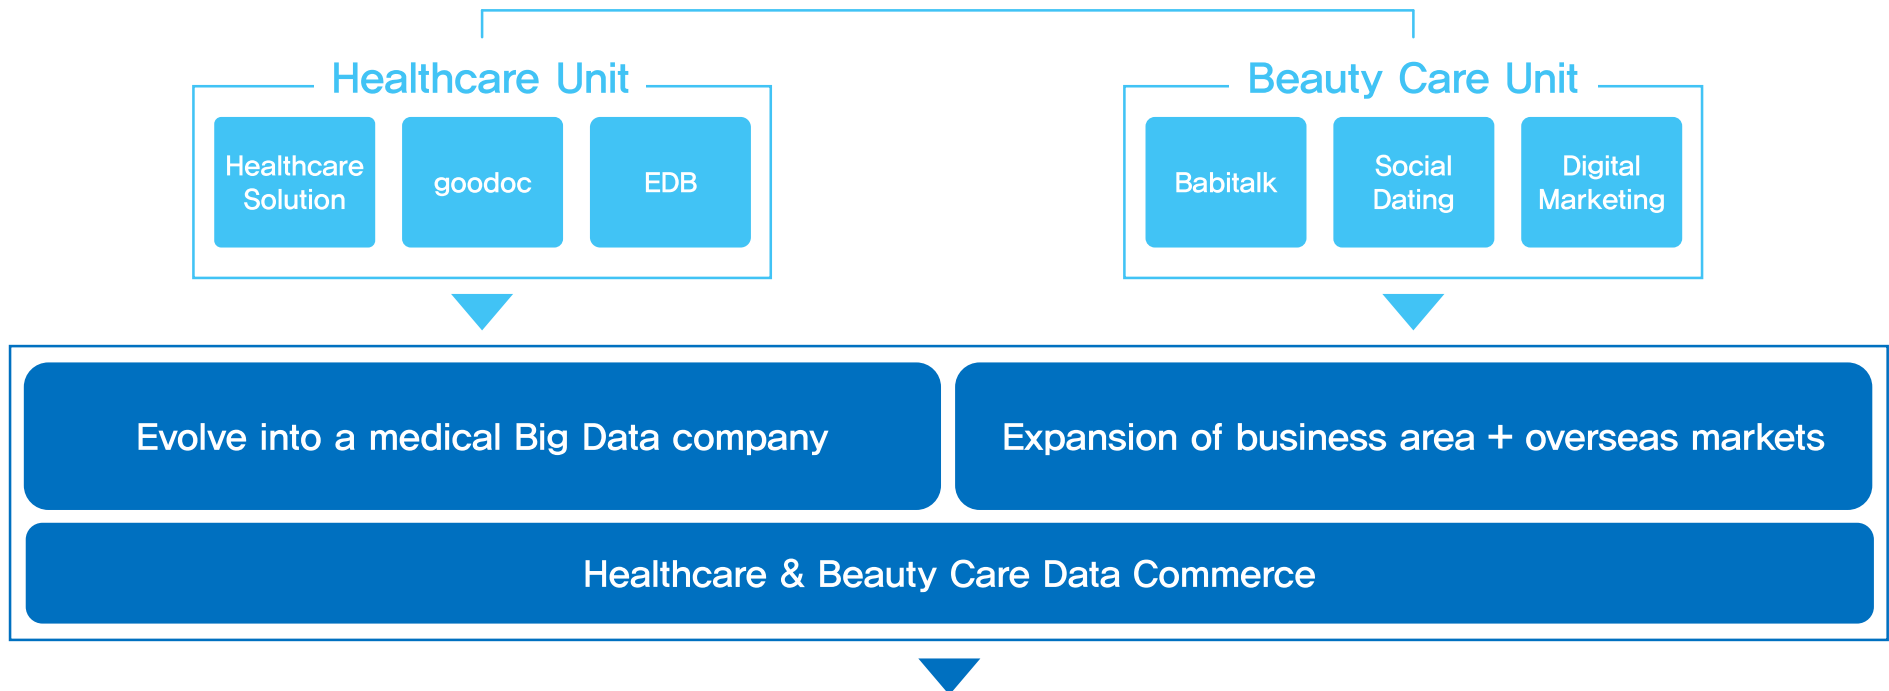 Healthcare Unit
Healthcare
Solution
goodoc
EDB
Beauty Care Unit
Babitalk
Social
Dating
Digital
Marketing
Evolve into a medical Big Data company
Expansion of business area + overseas markets
Healthcare & Beauty Care Data Commerce